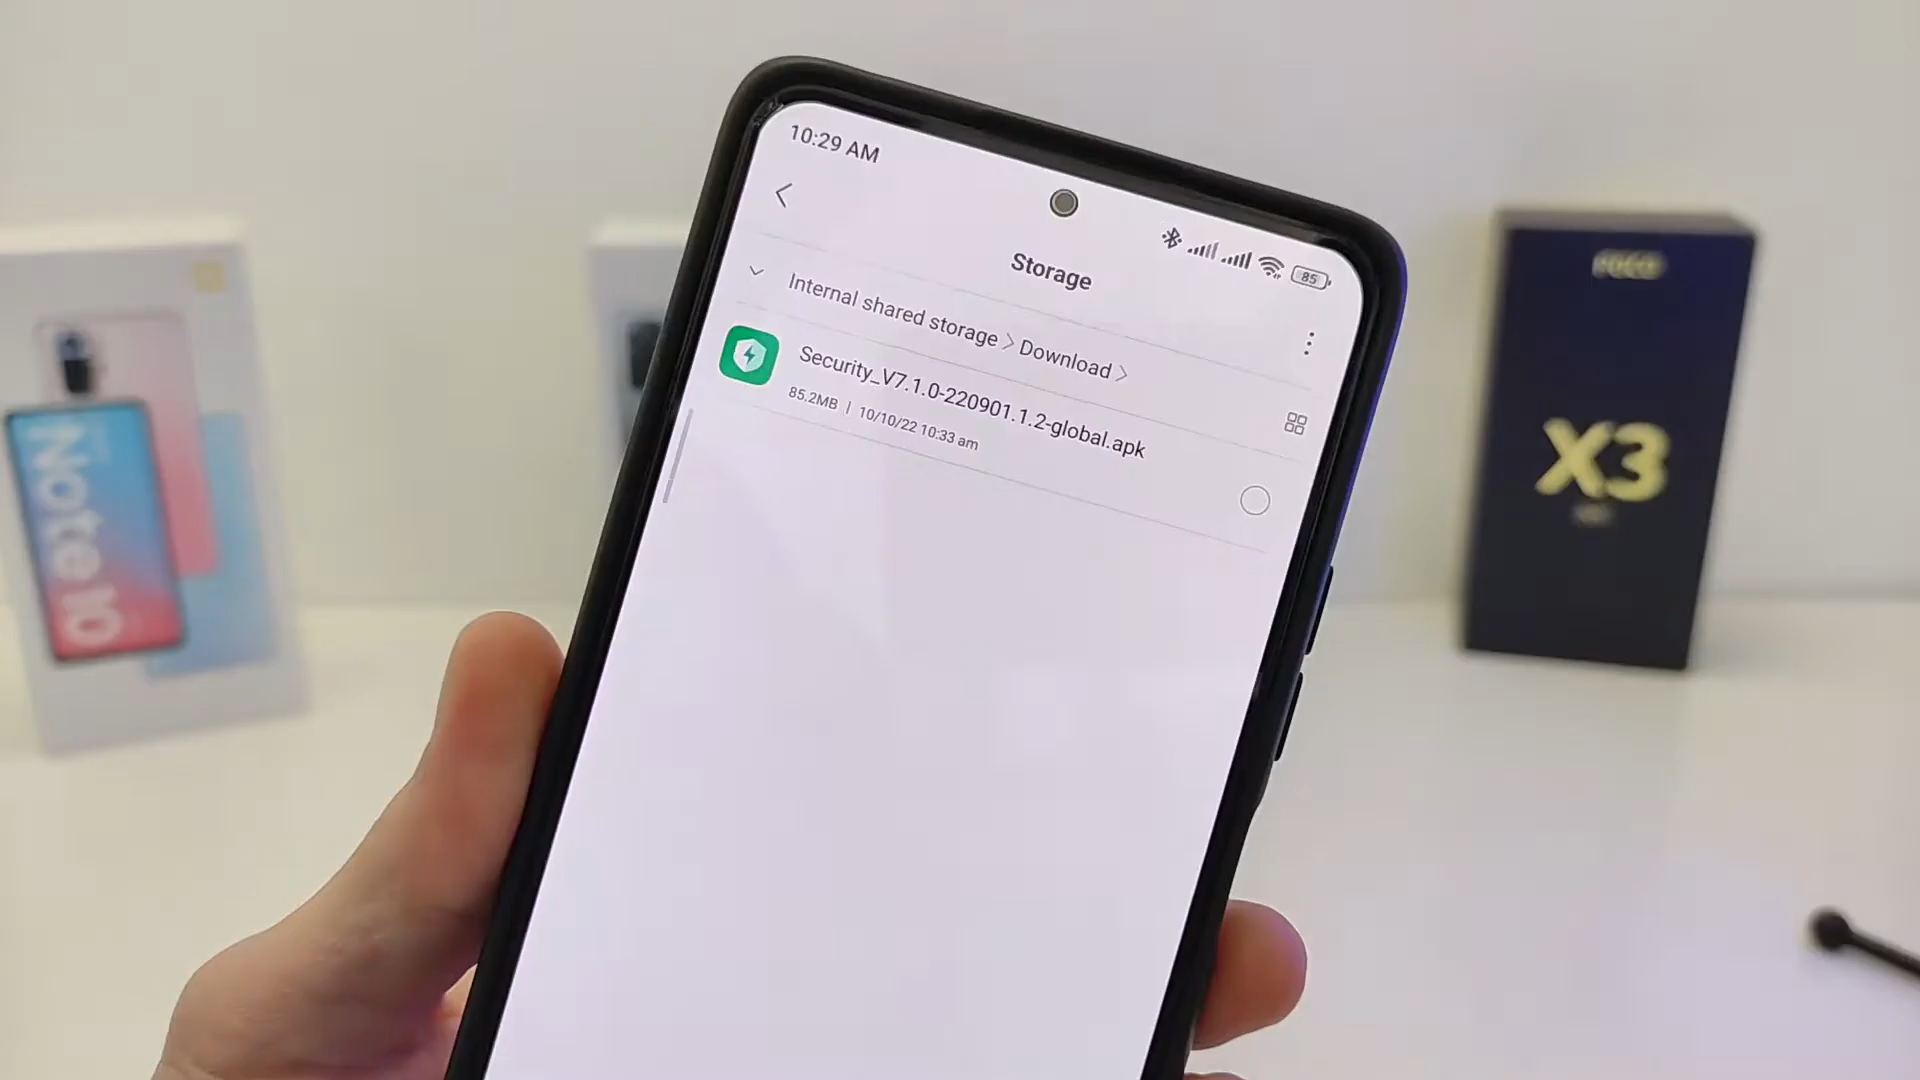 10:29 AM
85
Storage
Internal shared storage > Download >
Security_V7.1.0-220901.1.2-global.apk
85.2MB | 10/10/22 10:33 am
Note 10
POCO
X3